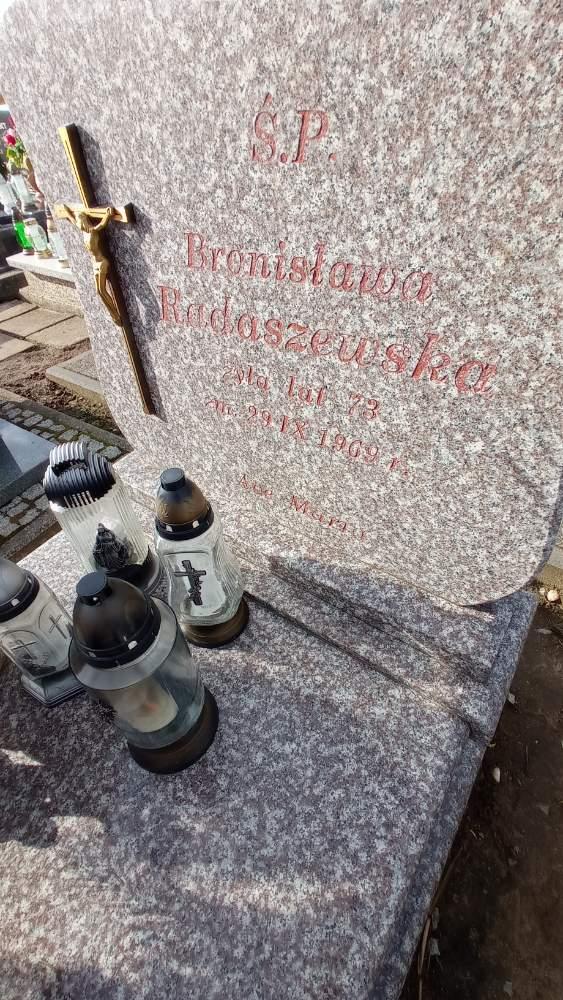 Ś.P.
Bronisława
Radaszewska
żyła lat 73
zm. 29 IX 1969 r.
Ave Maria